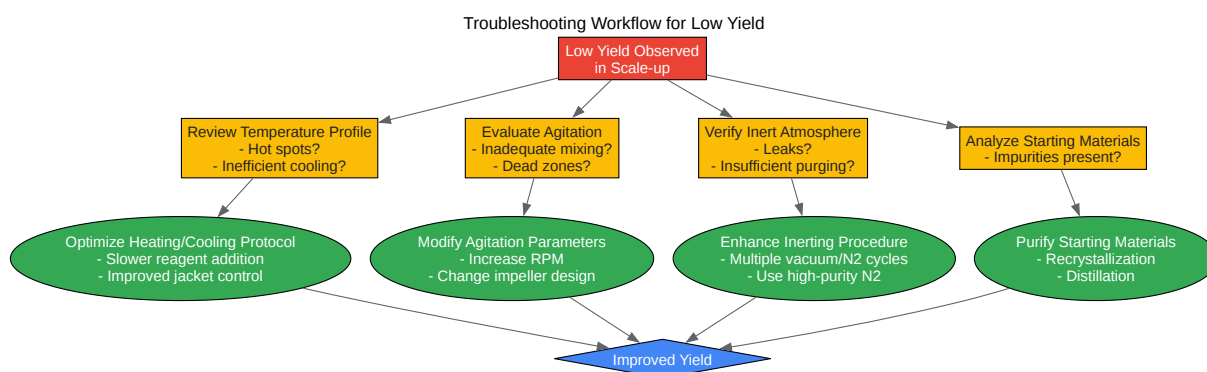 Troubleshooting Workflow for Low Yield
Low Yield Observed
in Scale-up
Review Temperature Profile
- Hot spots?
- Inefficient cooling?
Evaluate Agitation
- Inadequate mixing?
- Dead zones?
Verify Inert Atmosphere
- Leaks?
- Insufficient purging?
Analyze Starting Materials
- Impurities present?
Optimize Heating/Cooling Protocol
- Slower reagent addition
- Improved jacket control
Modify Agitation Parameters
- Increase RPM
- Change impeller design
Enhance Inerting Procedure
- Multiple vacuum/N2 cycles
- Use high-purity N2
Purify Starting Materials
- Recrystallization
- Distillation
Improved Yield